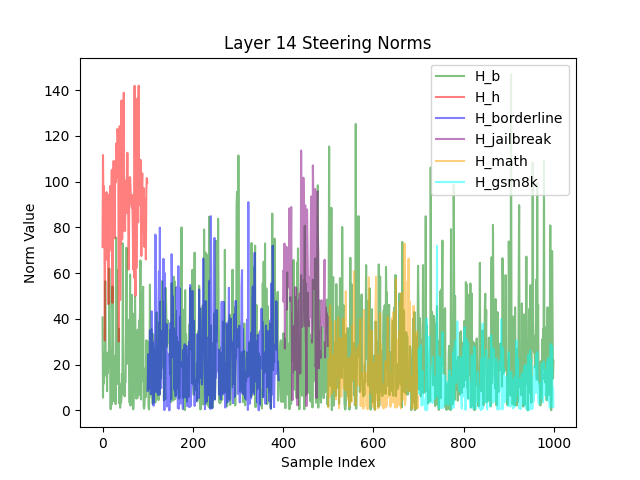 Layer 14 Steering Norms
Norm Value
140
120
100
80
60
40
20
0
H_b
H_h
H_borderline
H_jailbreak
H_math
H_gsm8k
0
200
400
600
800
1000
Sample Index